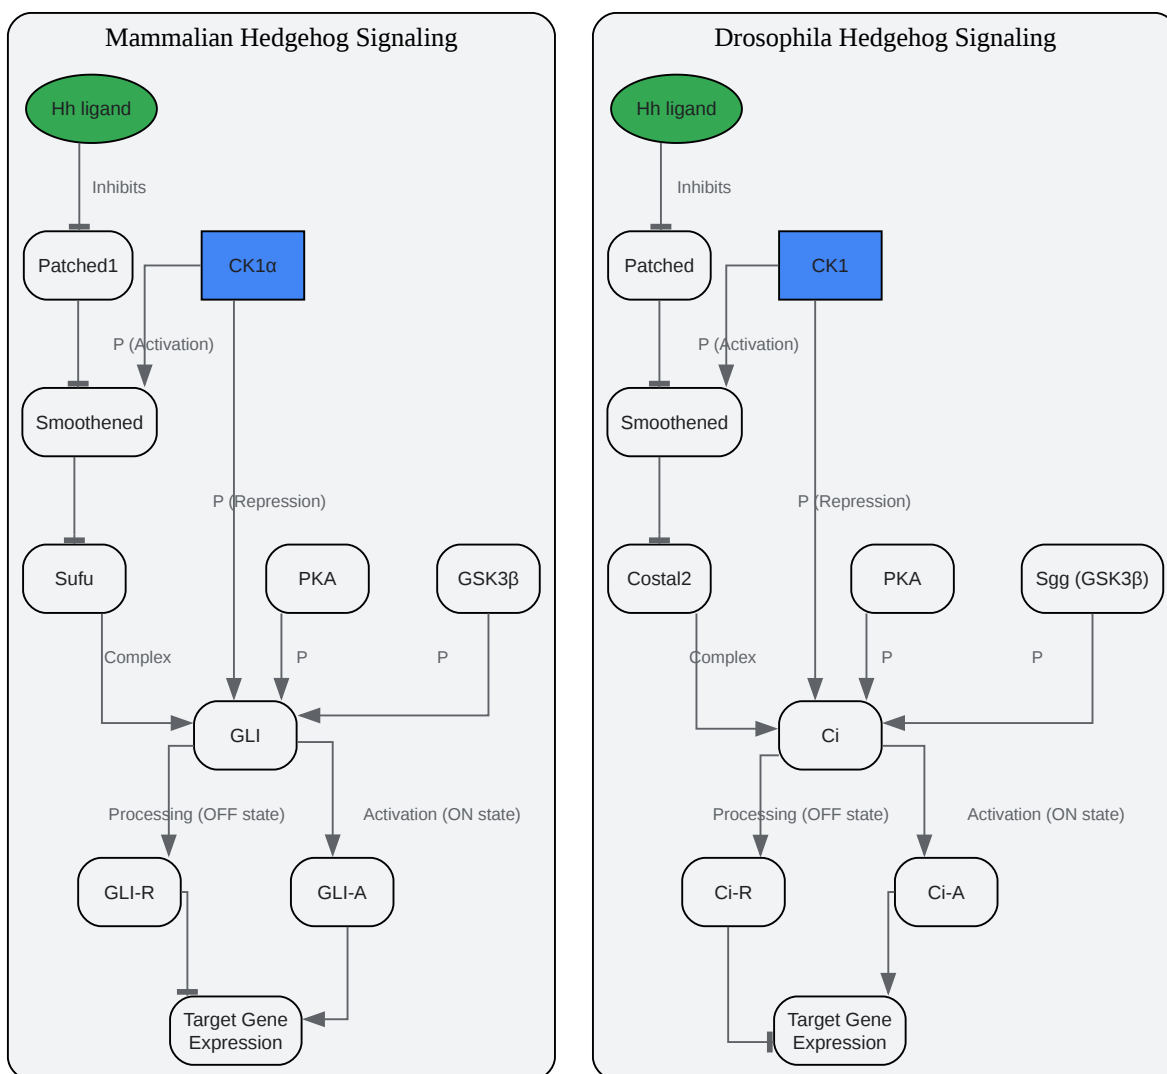 Mammalian Hedgehog Signaling
Hh ligand
Inhibits
Patched1
CK1α
P (Activation)
Smoothened
P (Repression)
Sufu
PKA
GSK3β
Complex
P
P
GLI
Processing (OFF state)
Activation (ON state)
GLI-R
GLI-A
Target Gene
Expression
Drosophila Hedgehog Signaling
Hh ligand
Inhibits
Patched
CK1
P (Activation)
Smoothened
P (Repression)
Costal2
PKA
Sgg (GSK3β)
Complex
P
P
Ci
Processing (OFF state)
Activation (ON state)
Ci-R
Ci-A
Target Gene
Expression